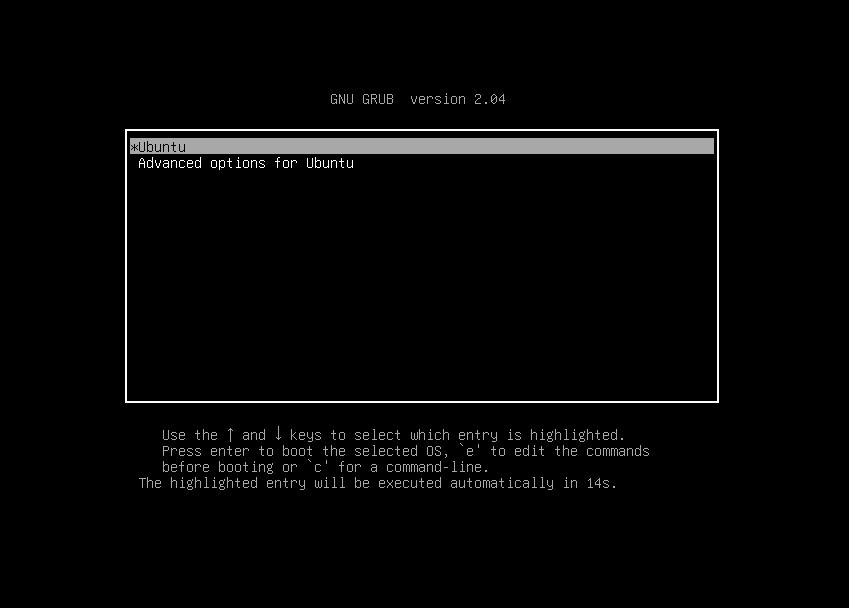 GNU GRUB  version 2.04
*Ubuntu
Advanced options for Ubuntu
Use the ↑ and ↓ keys to select which entry is highlighted.
Press enter to boot the selected OS, `e' to edit the commands
before booting or `c' for a command-line.
The highlighted entry will be executed automatically in 14s.